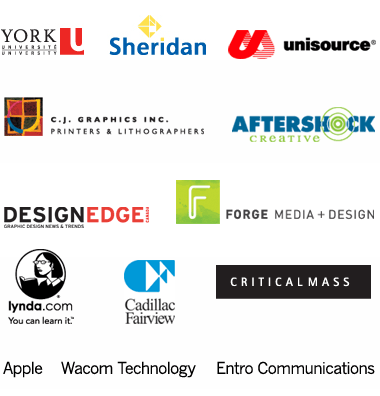 YORK U
UNIVERSITÉ
UNIVERSITY
Sheridan
unisource®
C.J. GRAPHICS INC.
PRINTERS & LITHOGRAPHERS
AFTERSHOCK
CREATIVE
DESIGNEDGE CANADA
GRAPHIC DESIGN NEWS & TRENDS
FORGE MEDIA + DESIGN
lynda.com®
You can learn it.™
Cadillac
Fairview
CRITICALMASS
Apple Wacom Technology Entro Communications